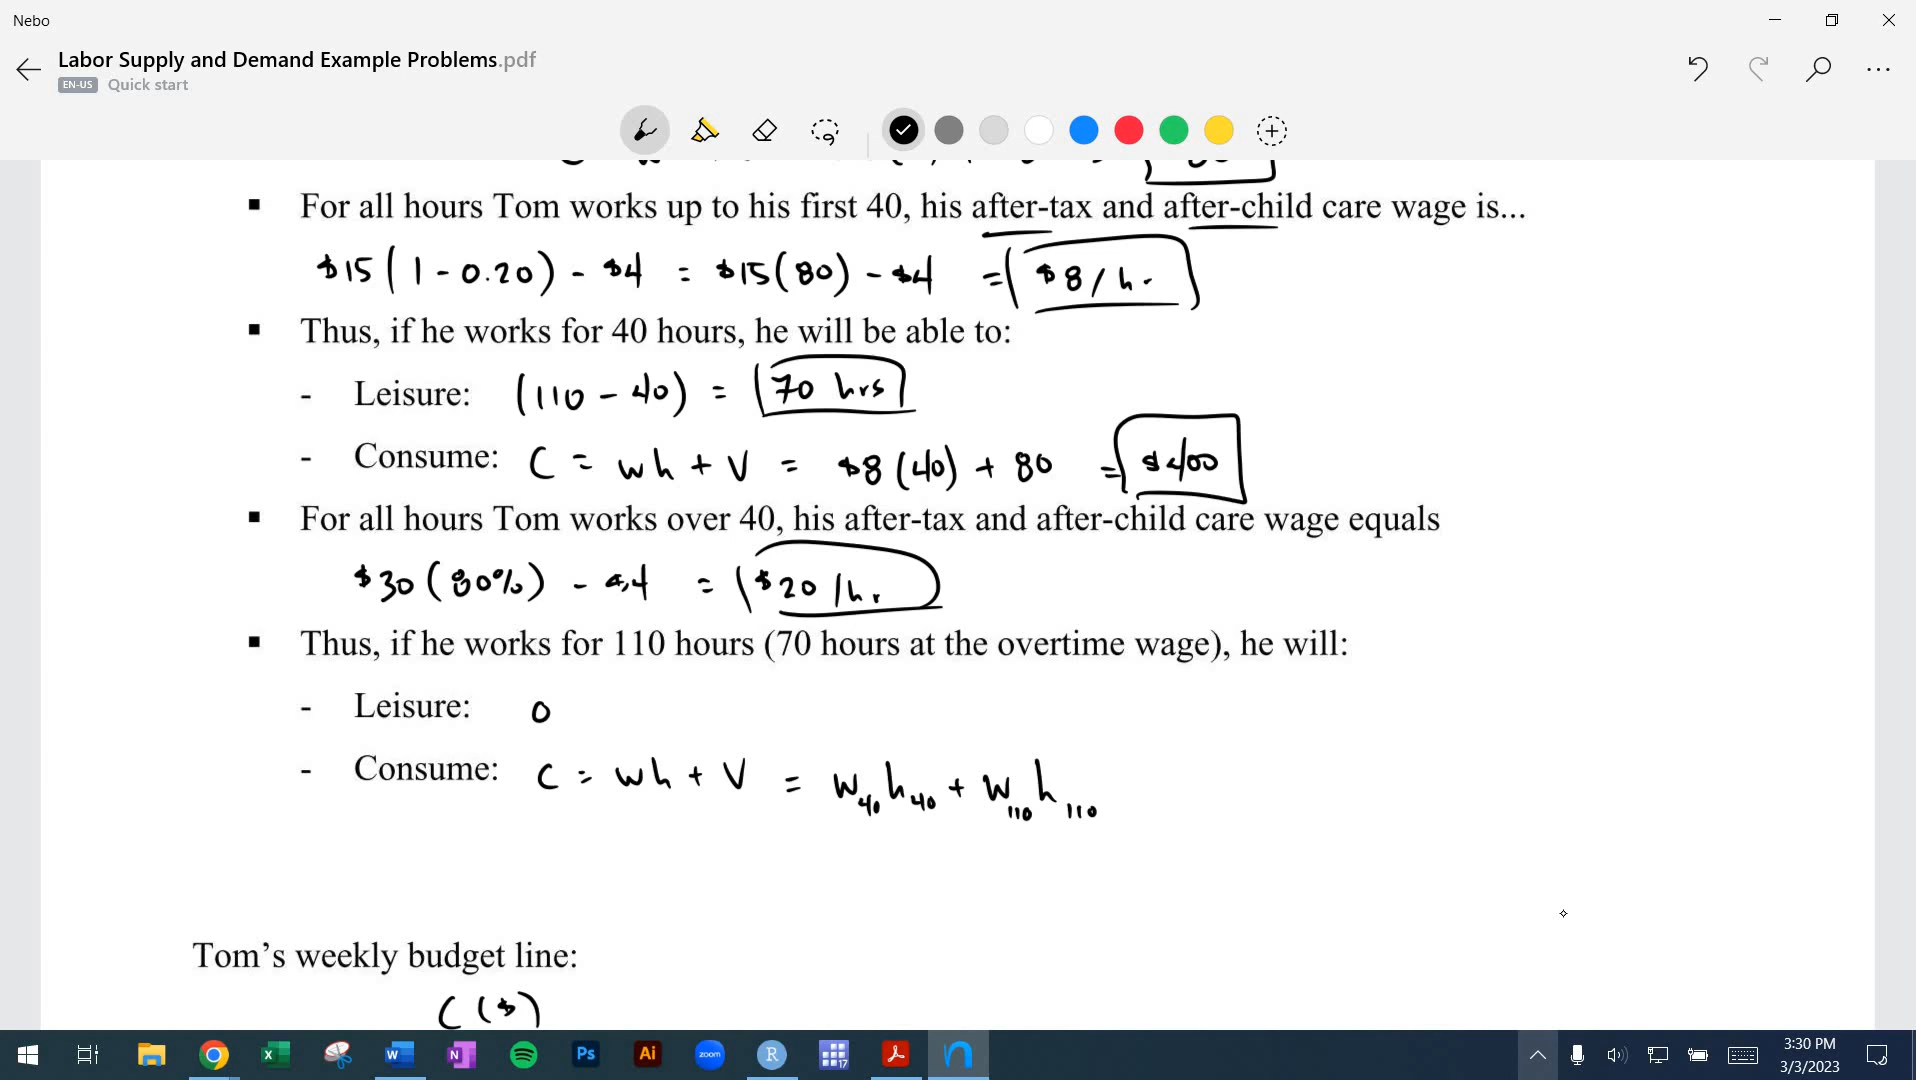 Nebo
Labor Supply and Demand Example Problems.pdf
EN-US Quick start
▪ For all hours Tom works up to his first 40, his after-tax and after-child care wage is...
$15(1 - 0.20) - $4 = $15(80) - $4 = $8/hr
▪ Thus, if he works for 40 hours, he will be able to:
- Leisure: (110 - 40) = 70 hrs
- Consume: C = wh + V = $8(40) + 80 = $400
▪ For all hours Tom works over 40, his after-tax and after-child care wage equals
$30(80%) - $4 = $20/hr
▪ Thus, if he works for 110 hours (70 hours at the overtime wage), he will:
- Leisure: 0
- Consume: C = wh + V = w40 h40 + w110 h110
Tom's weekly budget line:
C ($)
17
Ps
Ai
zoom
R
3:30 PM
3/3/2023